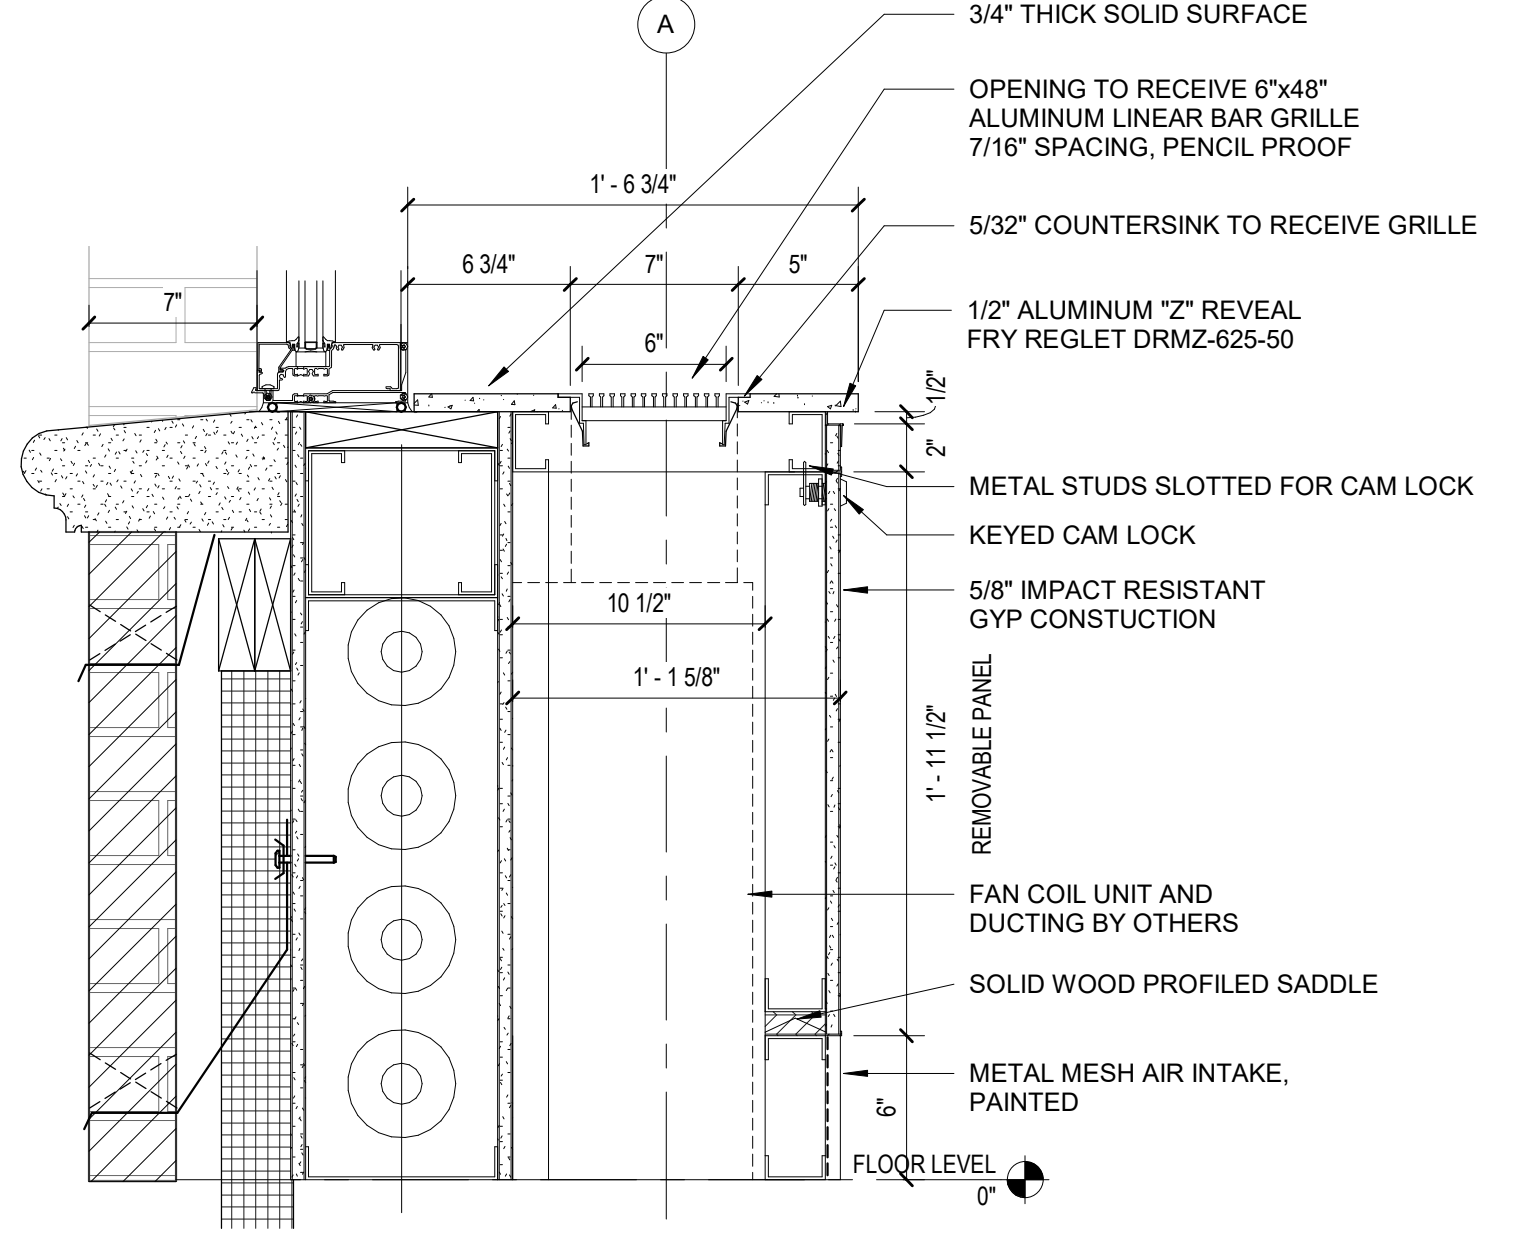 A
3/4" THICK SOLID SURFACE
OPENING TO RECEIVE 6"x48"
ALUMINUM LINEAR BAR GRILLE
7/16" SPACING, PENCIL PROOF
1' - 6 3/4"
5/32" COUNTERSINK TO RECEIVE GRILLE
6 3/4"
7"
5"
7"
1/2" ALUMINUM "Z" REVEAL
FRY REGLET DRMZ-625-50
6"
1/2"
2"
METAL STUDS SLOTTED FOR CAM LOCK
KEYED CAM LOCK
5/8" IMPACT RESISTANT
GYP CONSTUCTION
10 1/2"
1' - 1 5/8"
1' - 11 1/2"
REMOVABLE PANEL
FAN COIL UNIT AND
DUCTING BY OTHERS
SOLID WOOD PROFILED SADDLE
METAL MESH AIR INTAKE,
PAINTED
6"
FLOOR LEVEL
0"